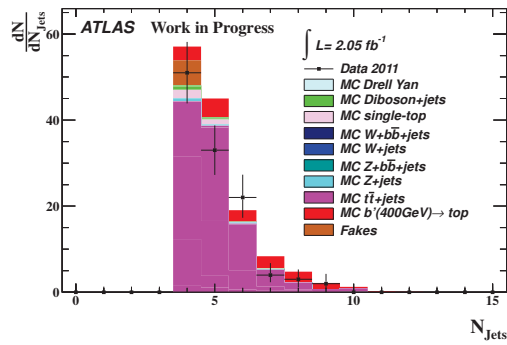 dN
dN_Jets
ATLAS Work in Progress
∫ L= 2.05 fb⁻¹
Data 2011
MC Drell Yan
MC Diboson+jets
MC single-top
MC W+bb̅+jets
MC W+jets
MC Z+bb̅+jets
MC Z+jets
MC tt̅+jets
MC b'(400GeV)→ top
Fakes
60
40
20
0
0 5 10 15
N_Jets